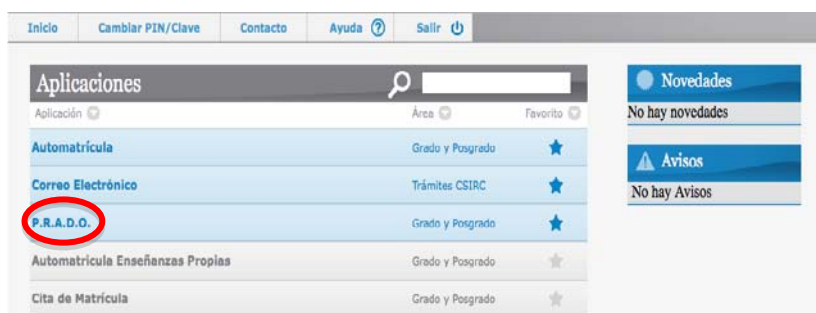 Inicio Cambiar PIN/Clave Contacto Ayuda ? Salir
Aplicaciones
Novedades
Aplicación Área Favorito
No hay novedades
Automatrícula Grado y Posgrado
Avisos
Correo Electrónico Trámites CSIRC
No hay Avisos
P.R.A.D.O. Grado y Posgrado
Automatricula Enseñanzas Propias Grado y Posgrado
Cita de Matrícula Grado y Posgrado